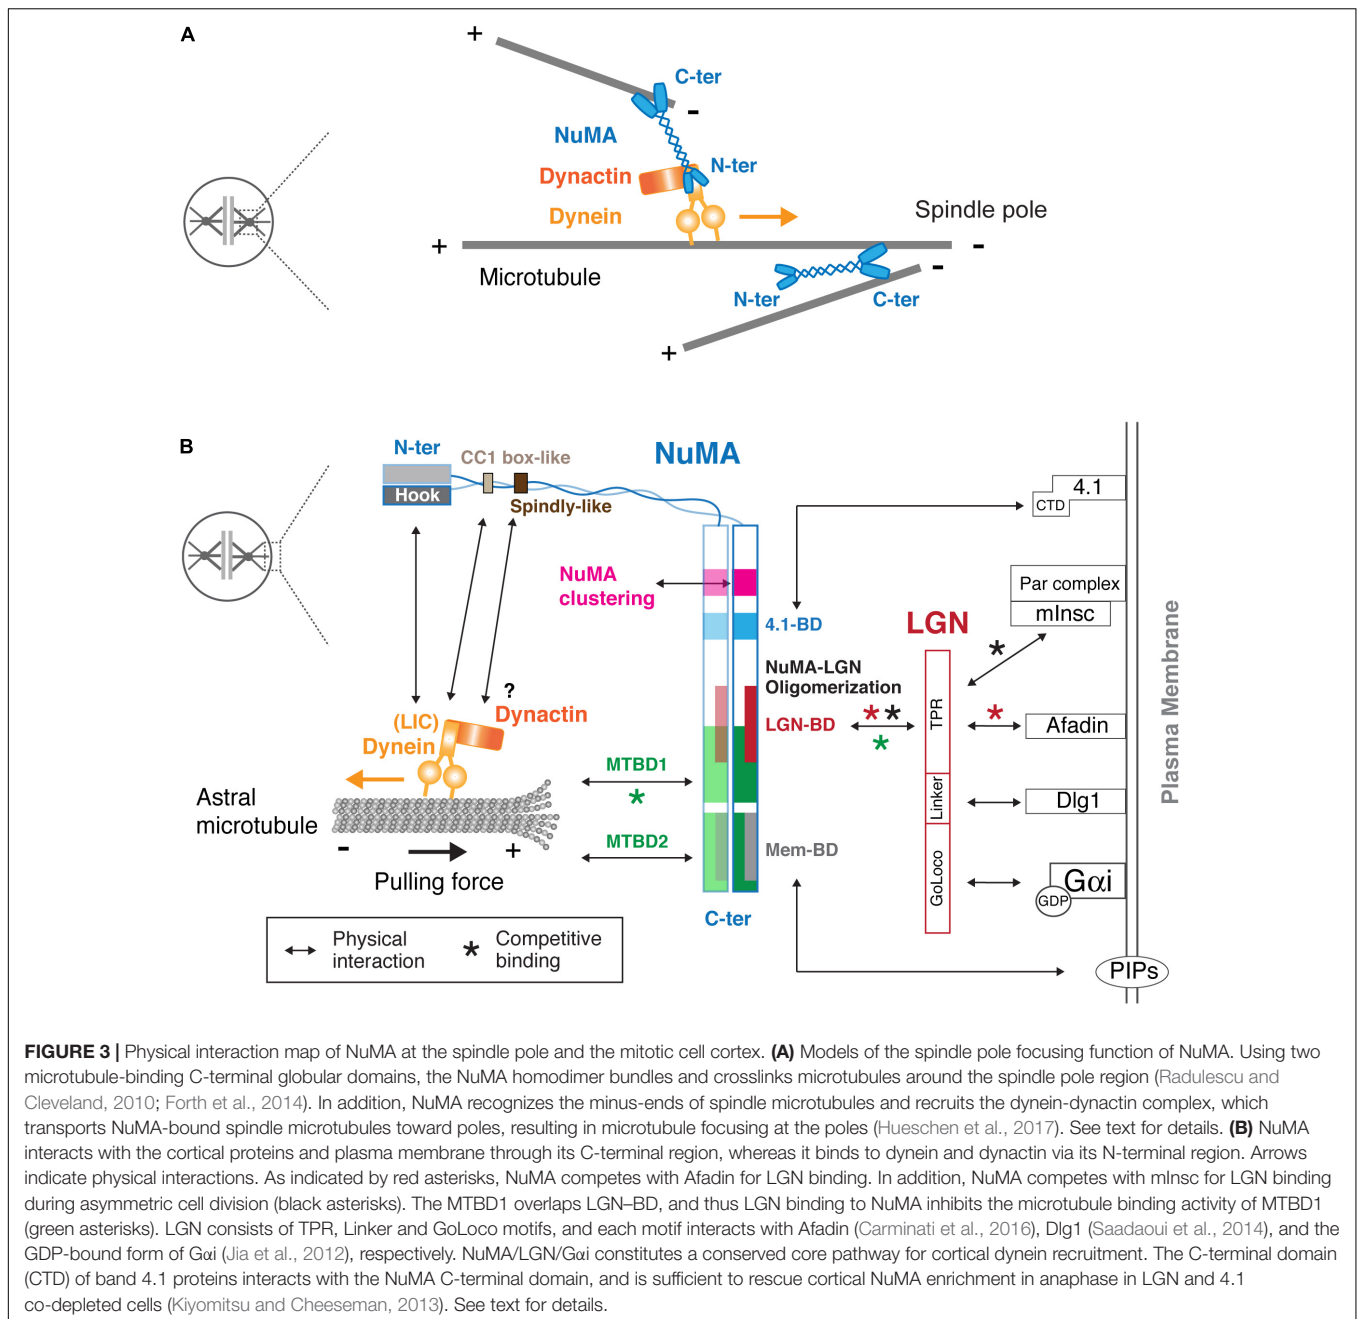 A
+
C-ter
-
NuMA
N-ter
Dynactin
Dynein
Spindle pole
+
-
Microtubule
-
N-ter
C-ter
+
B
N-ter
CC1 box-like
NuMA
Hook
Spindly-like
4.1
CTD
NuMA
clustering
Par complex
mInsc
4.1-BD
LGN
*
NuMA-LGN
Oligomerization
?
(LIC)
Dynactin
Dynein
LGN-BD
* *
*
TPR
*
Afadin
MTBD1
*
Astral
microtubule
Linker
Dlg1
Plasma Membrane
MTBD2
Mem-BD
-
+
Pulling force
GoLoco
Gαi
GDP
C-ter
Physical
interaction
* Competitive
binding
PIPs
FIGURE 3 | Physical interaction map of NuMA at the spindle pole and the mitotic cell cortex. (A) Models of the spindle pole focusing function of NuMA. Using two
microtubule-binding C-terminal globular domains, the NuMA homodimer bundles and crosslinks microtubules around the spindle pole region (Radulescu and
Cleveland, 2010; Forth et al., 2014). In addition, NuMA recognizes the minus-ends of spindle microtubules and recruits the dynein-dynactin complex, which
transports NuMA-bound spindle microtubules toward poles, resulting in microtubule focusing at the poles (Hueschen et al., 2017). See text for details. (B) NuMA
interacts with the cortical proteins and plasma membrane through its C-terminal region, whereas it binds to dynein and dynactin via its N-terminal region. Arrows
indicate physical interactions. As indicated by red asterisks, NuMA competes with Afadin for LGN binding. In addition, NuMA competes with mInsc for LGN binding
during asymmetric cell division (black asterisks). The MTBD1 overlaps LGN–BD, and thus LGN binding to NuMA inhibits the microtubule binding activity of MTBD1
(green asterisks). LGN consists of TPR, Linker and GoLoco motifs, and each motif interacts with Afadin (Carminati et al., 2016), Dlg1 (Saadaoui et al., 2014), and the
GDP-bound form of Gαi (Jia et al., 2012), respectively. NuMA/LGN/Gαi constitutes a conserved core pathway for cortical dynein recruitment. The C-terminal domain
(CTD) of band 4.1 proteins interacts with the NuMA C-terminal domain, and is sufficient to rescue cortical NuMA enrichment in anaphase in LGN and 4.1
co-depleted cells (Kiyomitsu and Cheeseman, 2013). See text for details.